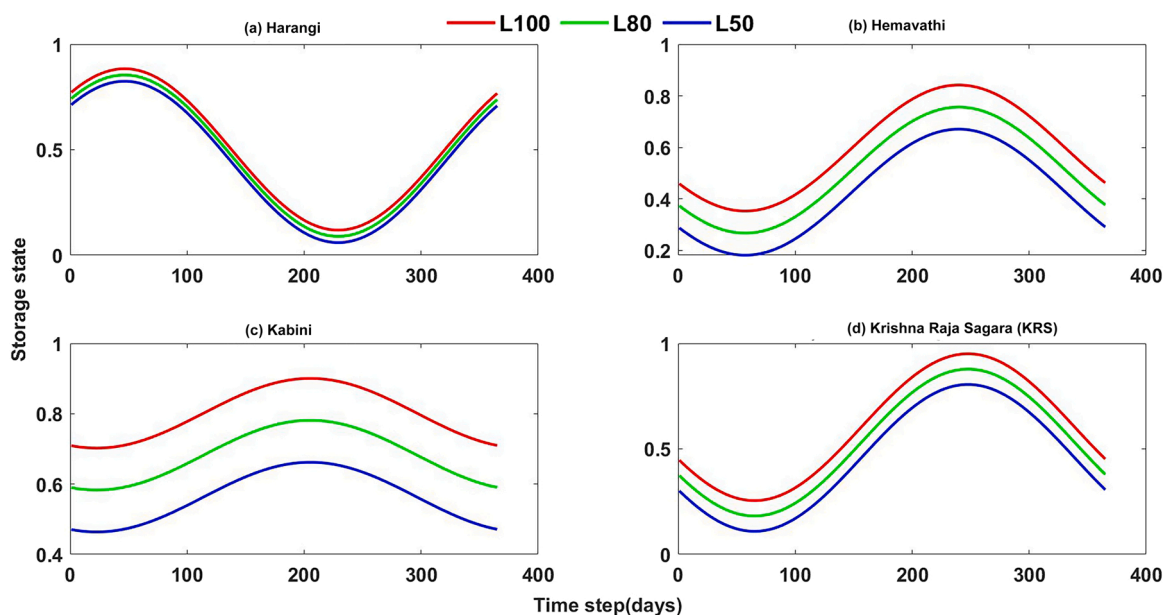 L100 L80 L50
(a) Harangi
(b) Hemavathi
1
0.5
0
0 100 200 300 400
1
0.8
0.6
0.4
0.2
0 100 200 300 400
Storage state
(c) Kabini
(d) Krishna Raja Sagara (KRS)
1
0.8
0.6
0.4
0 100 200 300 400
1
0.5
0
0 100 200 300 400
Time step(days)